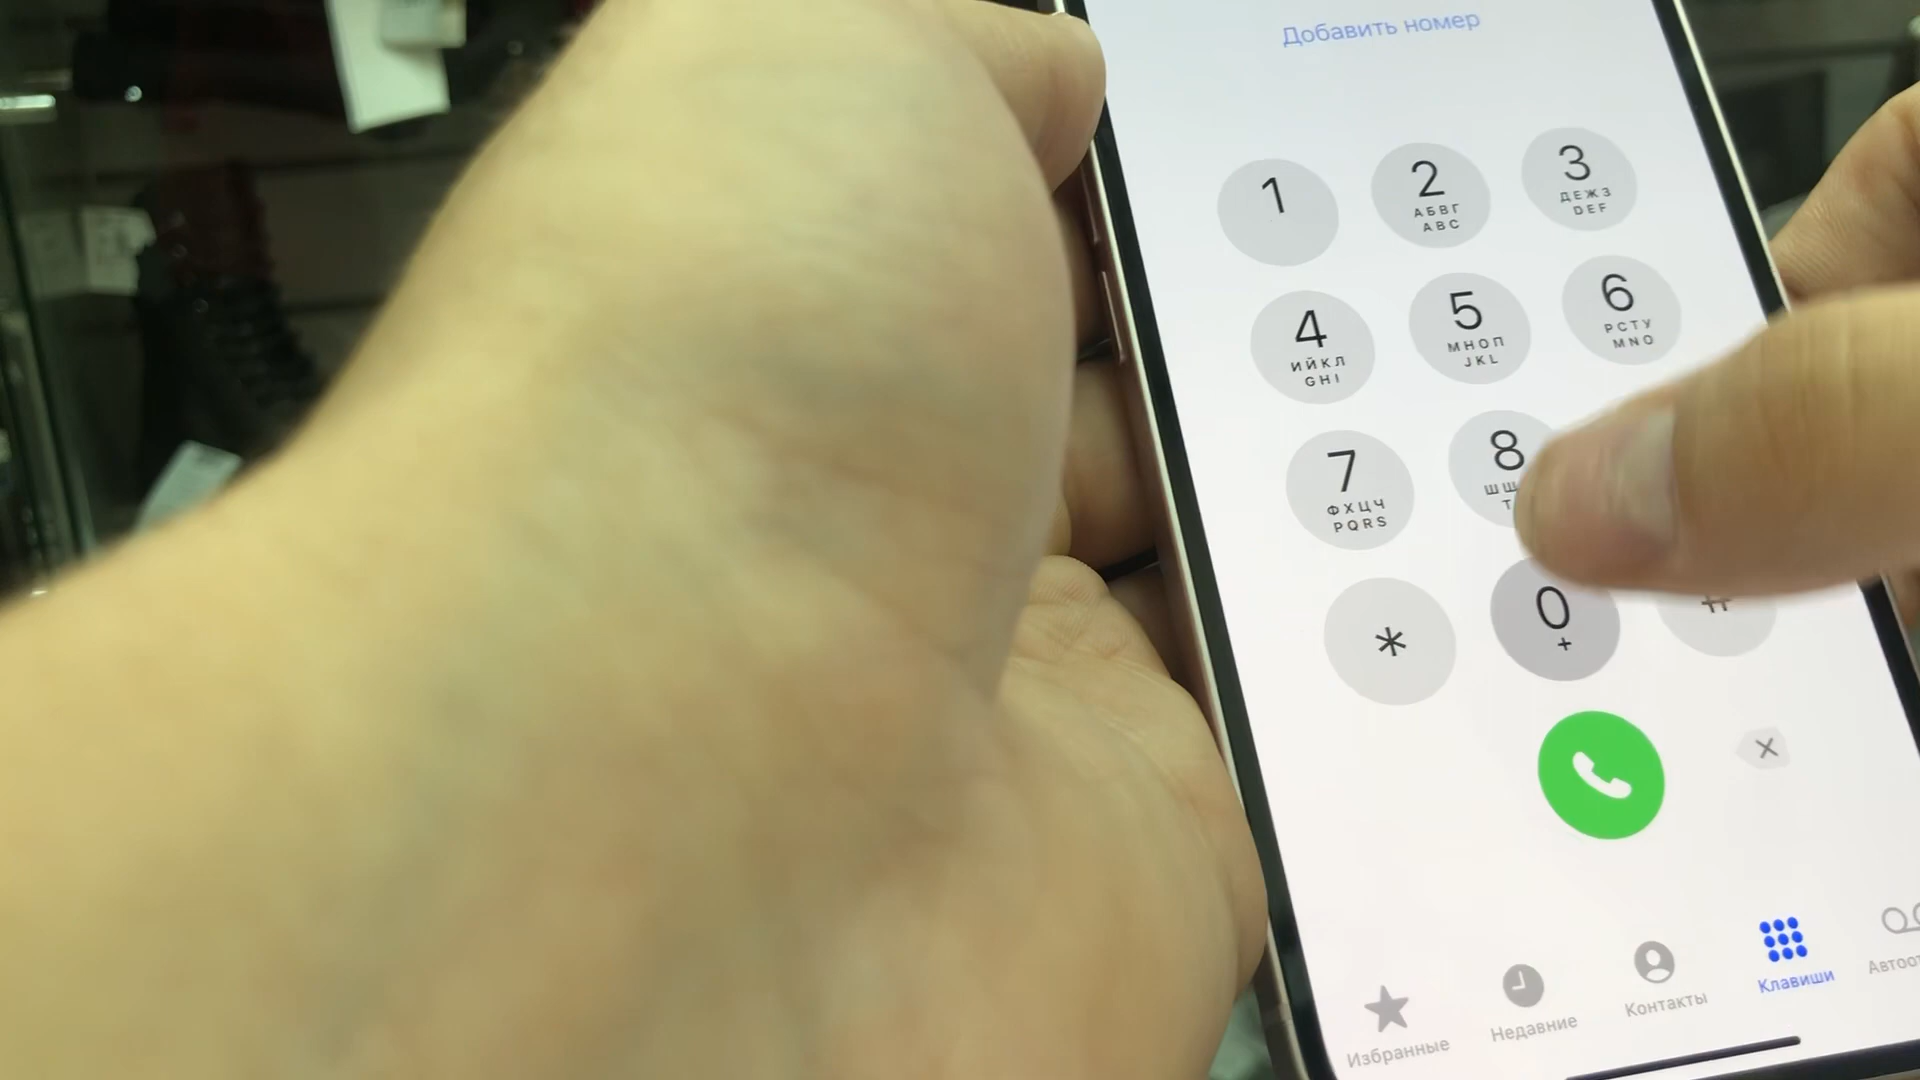 Добавить номер
1
2
АБВГ
ABC
3
ДЕЖЗ
DEF
4
ИЙКЛ
GHI
5
МНОП
JKL
6
РСТУ
MNO
7
ФХЦЧ
PQRS
8
*
0
+
#
Избранные
Недавние
Контакты
Клавиши